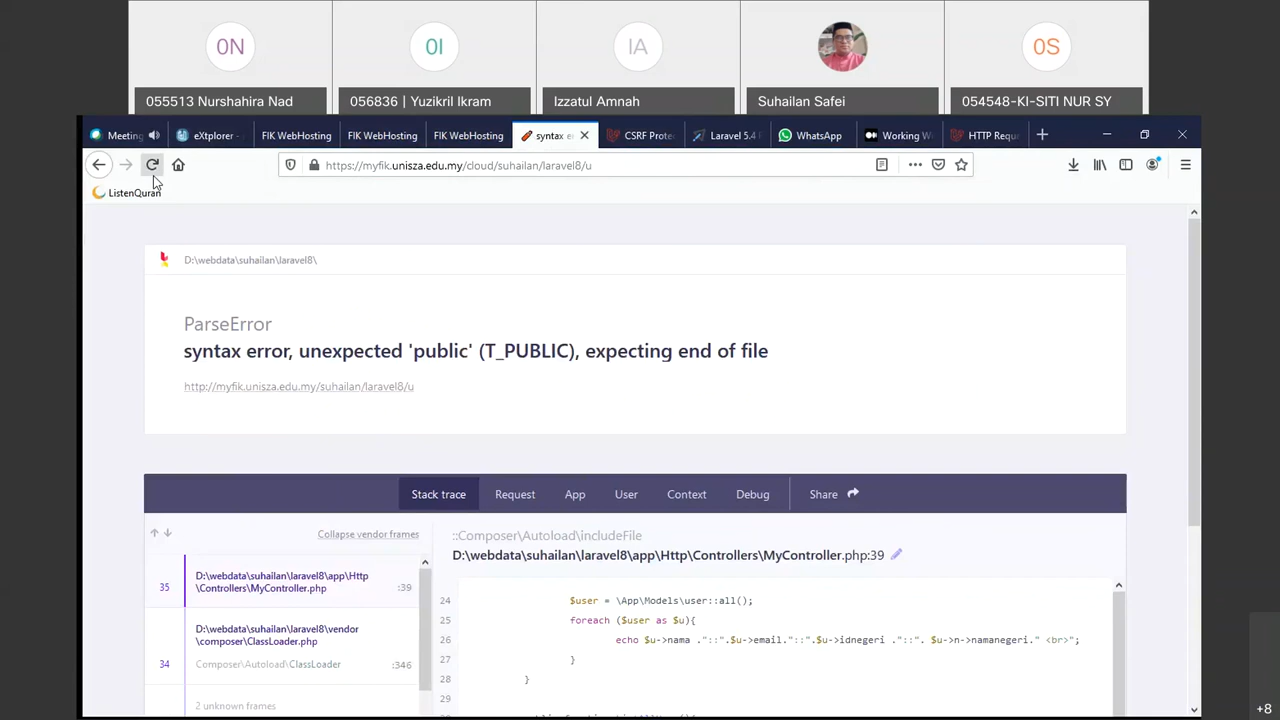 0N
0I
IA
0S
055513 Nurshahira Nad
056836 | Yuzikril Ikram
Izzatul Amnah
Suhailan Safei
054548-KI-SITI NUR SY
Meeting
eXtplorer -
FIK WebHosting
FIK WebHosting
FIK WebHosting
syntax e
CSRF Prote
Laravel 5.4
WhatsApp
Working W
HTTP Requ
https://myfik.unisza.edu.my/cloud/suhailan/laravel8/u
ListenQuran
D:\webdata\suhailan\laravel8\
ParseError
syntax error, unexpected 'public' (T_PUBLIC), expecting end of file
http://myfik.unisza.edu.my/suhailan/laravel8/u
Stack trace
Request
App
User
Context
Debug
Share
Collapse vendor frames
35
D:\webdata\suhailan\laravel8\app\Http
\Controllers\MyController.php
:39
D:\webdata\suhailan\laravel8\vendor
\composer\ClassLoader.php
34
Composer\Autoload\ClassLoader
:346
2 unknown frames
::Composer\Autoload\includeFile
D:\webdata\suhailan\laravel8\app\Http\Controllers\MyController.php:39
24 $user = \App\Models\user::all();
25 foreach ($user as $u){
26 echo $u->nama ."::".$u->email."::".$u->idnegeri ."::". $u->n->namanegeri." <br>";
27 }
28 }
29
+8